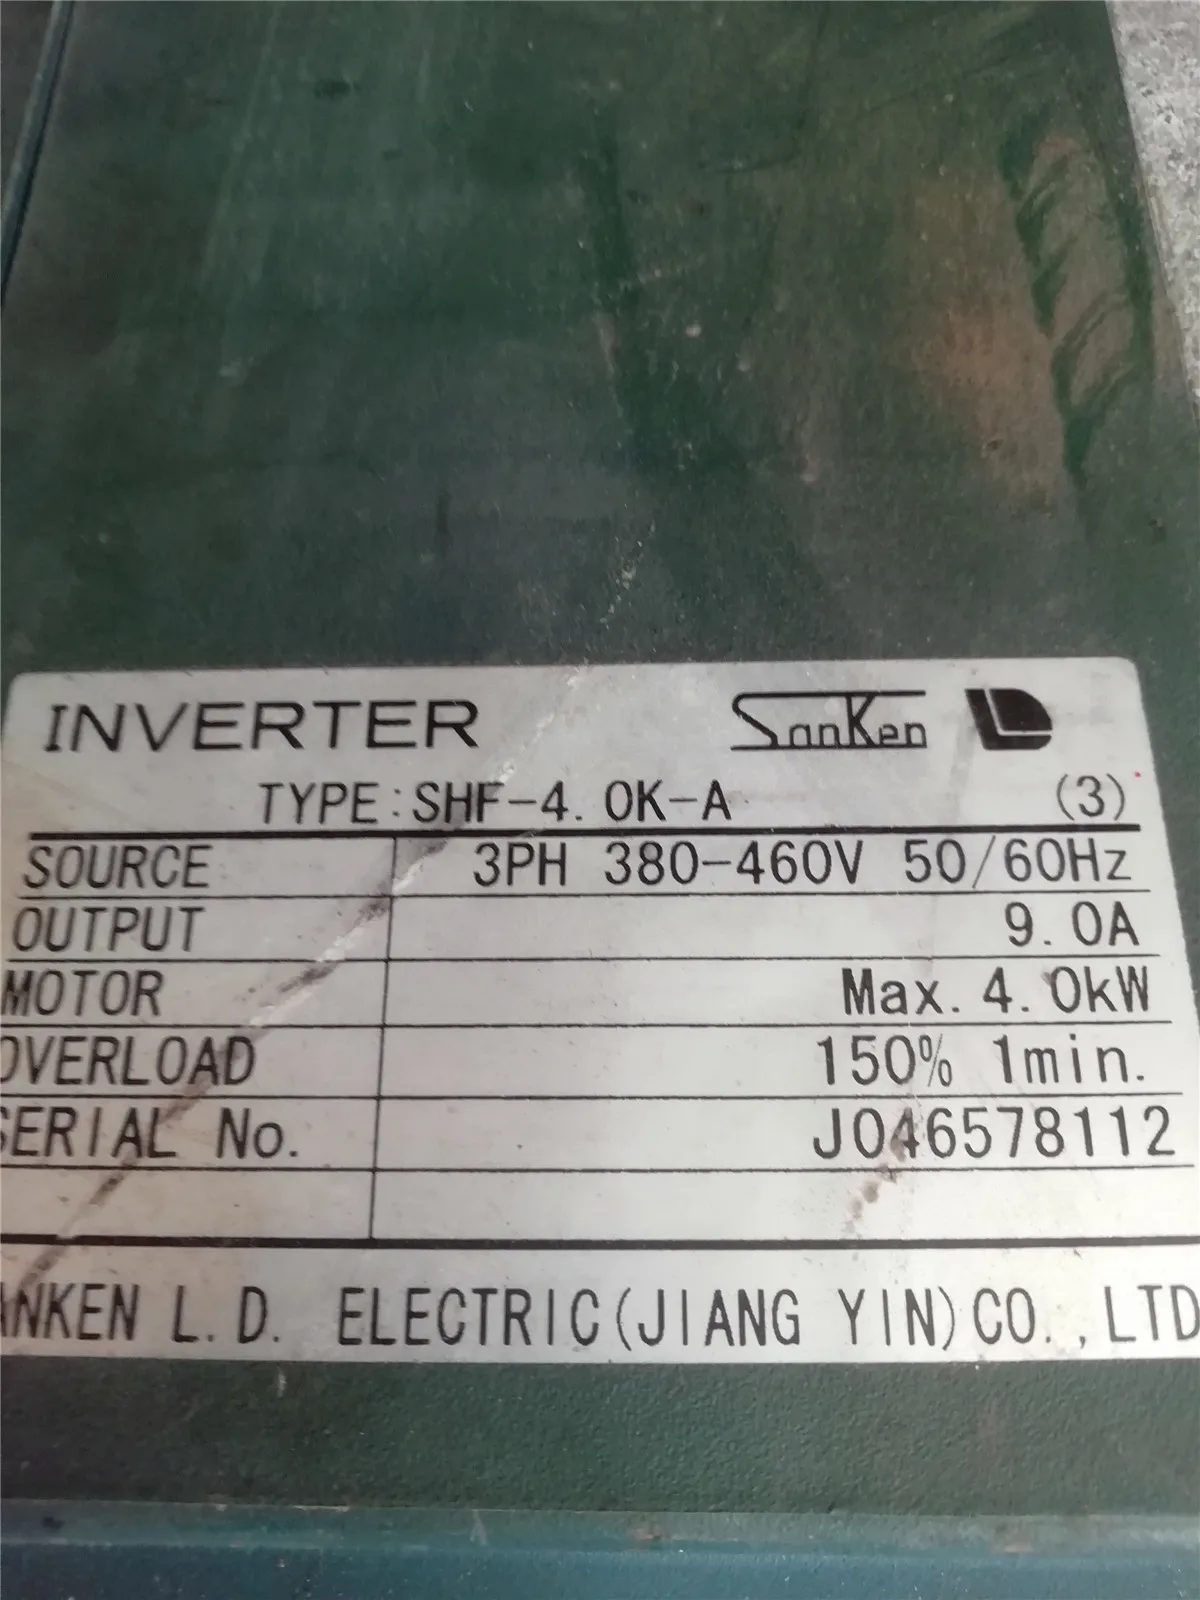 INVERTER SanKen
TYPE:SHF-4.0K-A (3)
SOURCE 3PH 380-460V 50/60Hz
OUTPUT 9.0A
MOTOR Max. 4.0kW
OVERLOAD 150% 1min.
SERIAL No. J046578112
ANKEN L.D. ELECTRIC(JIANG YIN)CO.,LTD